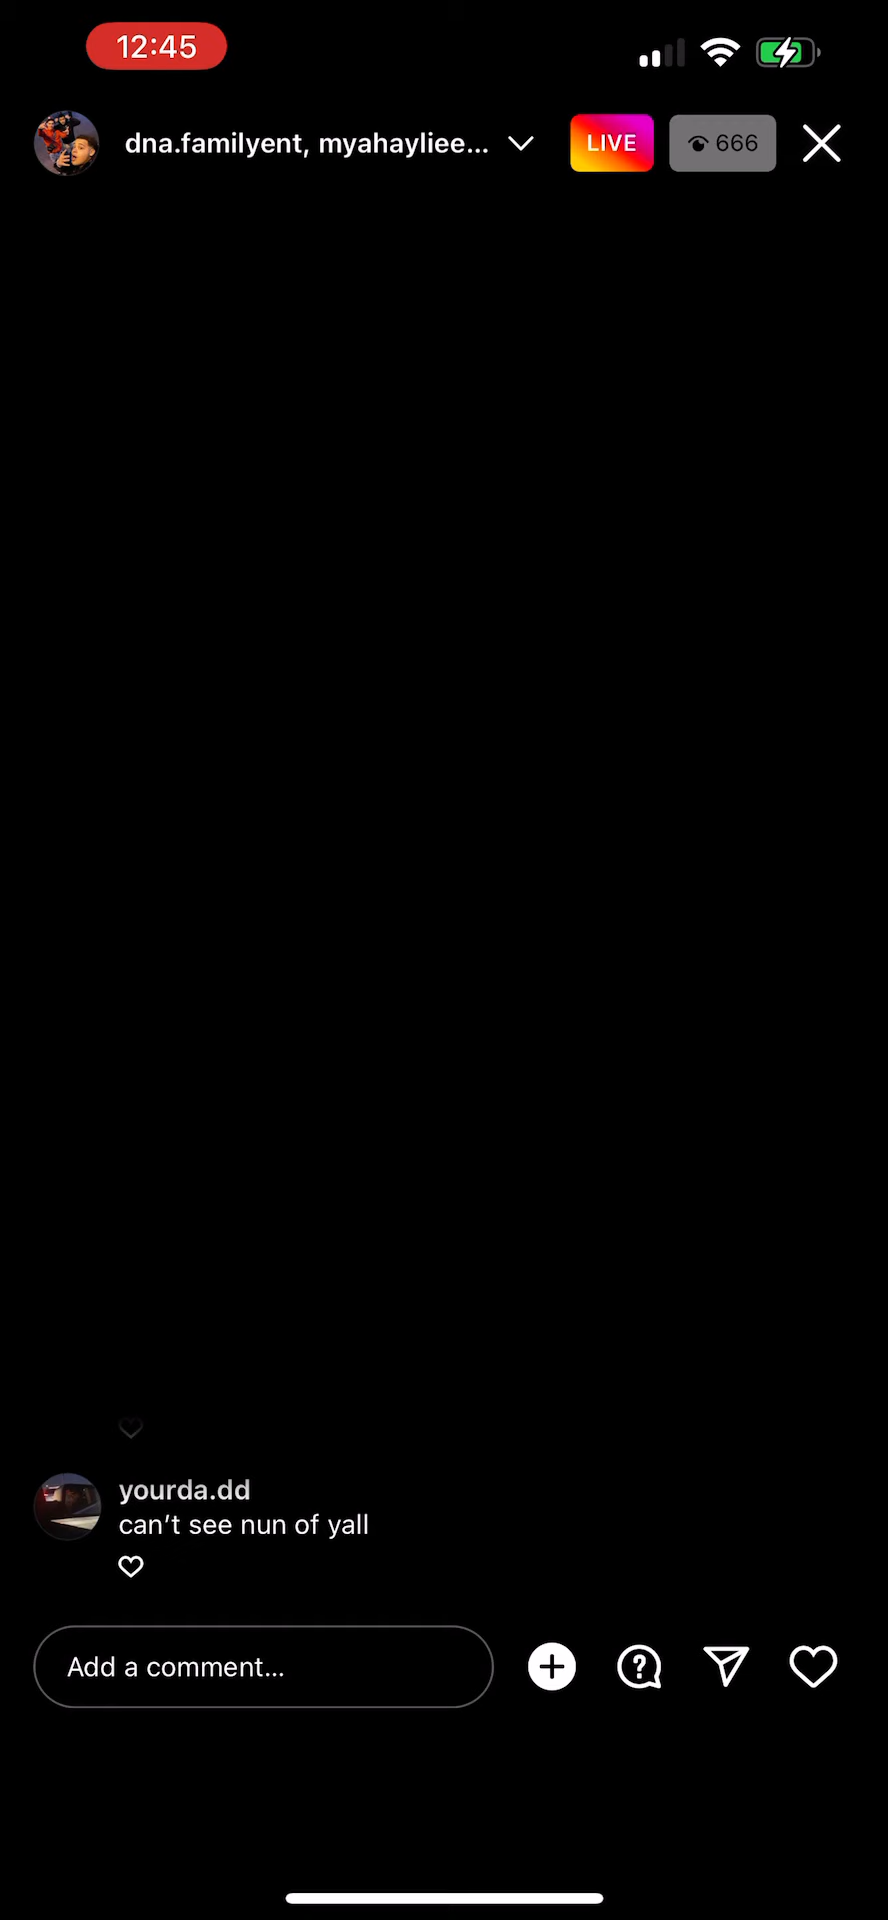 12:45
dna.familyent, myahayliee...
LIVE
666
yourda.dd
can't see nun of yall
Add a comment...